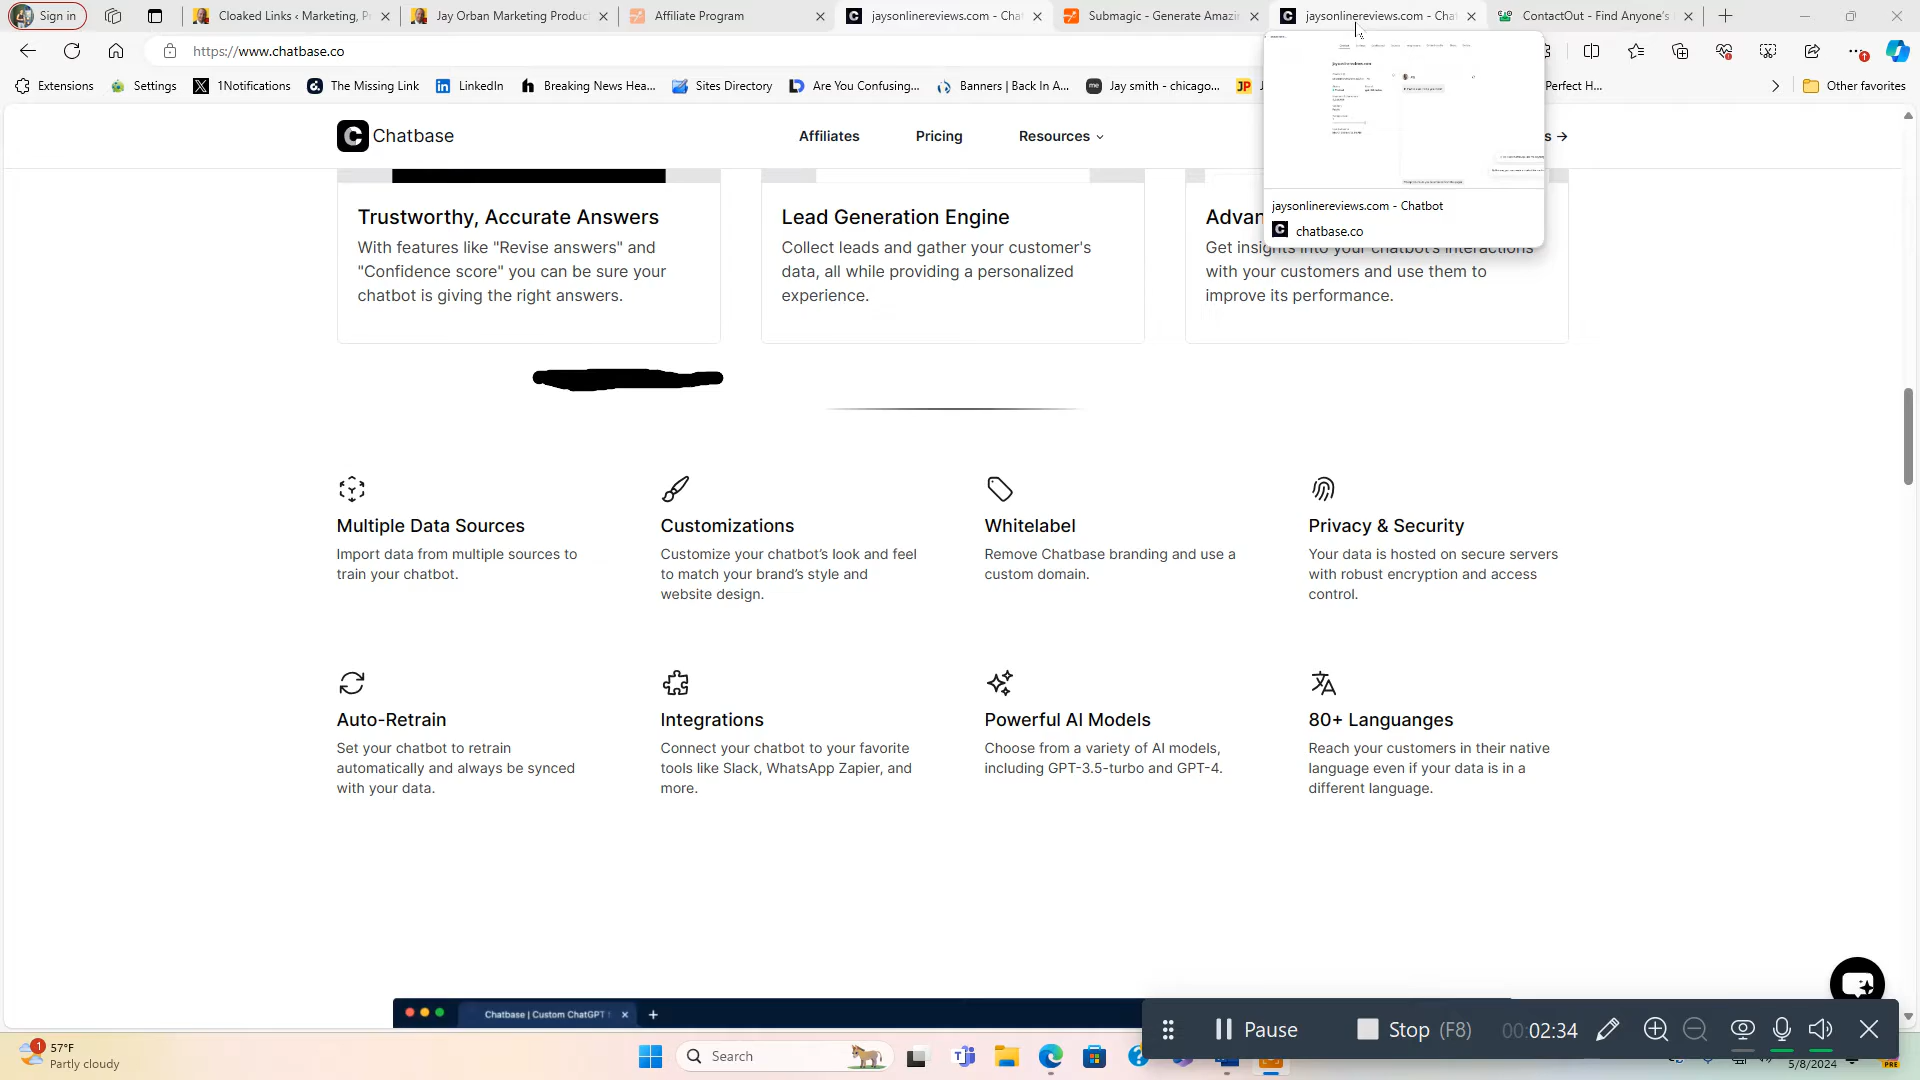 Sign in
Cloaked Links ‹ Marketing, P
Jay Orban Marketing Produc
Affiliate Program
jaysonlinereviews.com - Cha
Submagic - Generate Amazi
jaysonlinereviews.com - Cha
ContactOut - Find Anyone's
https://www.chatbase.co
Extensions
Settings
1Notifications
The Missing Link
LinkedIn
Breaking News Hea...
Sites Directory
Are You Confusing...
Banners | Back In A...
Jay smith - chicago...
Perfect H...
Other favorites
Chatbase
Affiliates
Pricing
Resources
s →
jaysonlinereviews.com - Chatbot
chatbase.co
Trustworthy, Accurate Answers
With features like "Revise answers" and
"Confidence score" you can be sure your
chatbot is giving the right answers.
Lead Generation Engine
Collect leads and gather your customer's
data, all while providing a personalized
experience.
Advan
Get insights into your chatbot's interactions
with your customers and use them to
improve its performance.
Multiple Data Sources
Import data from multiple sources to
train your chatbot.
Customizations
Customize your chatbot's look and feel
to match your brand's style and
website design.
Whitelabel
Remove Chatbase branding and use a
custom domain.
Privacy & Security
Your data is hosted on secure servers
with robust encryption and access
control.
Auto-Retrain
Set your chatbot to retrain
automatically and always be synced
with your data.
Integrations
Connect your chatbot to your favorite
tools like Slack, WhatsApp Zapier, and
more.
Powerful AI Models
Choose from a variety of AI models,
including GPT-3.5-turbo and GPT-4.
80+ Languanges
Reach your customers in their native
language even if your data is in a
different language.
Chatbase | Custom ChatGPT
Pause
Stop (F8)
00:02:34
1
57°F
Partly cloudy
Search
5/8/2024
PRE